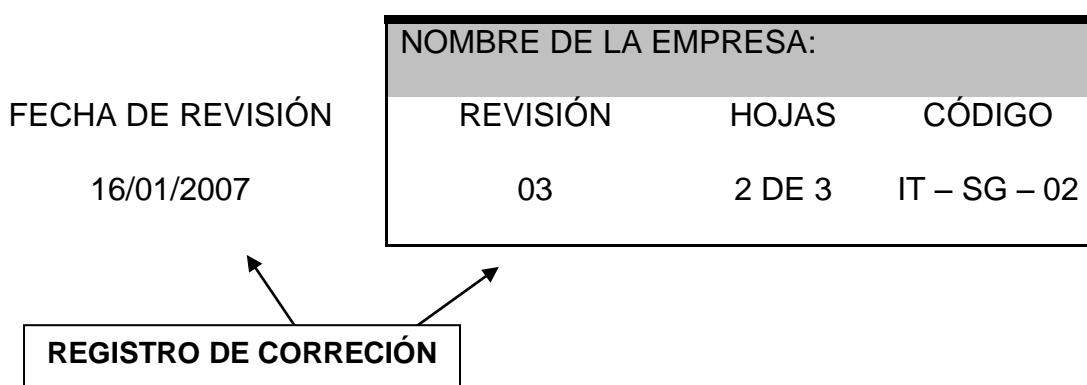 NOMBRE DE LA EMPRESA:
FECHA DE REVISIÓN REVISIÓN HOJAS CÓDIGO
16/01/2007 03 2 DE 3 IT – SG – 02
REGISTRO DE CORRECIÓN